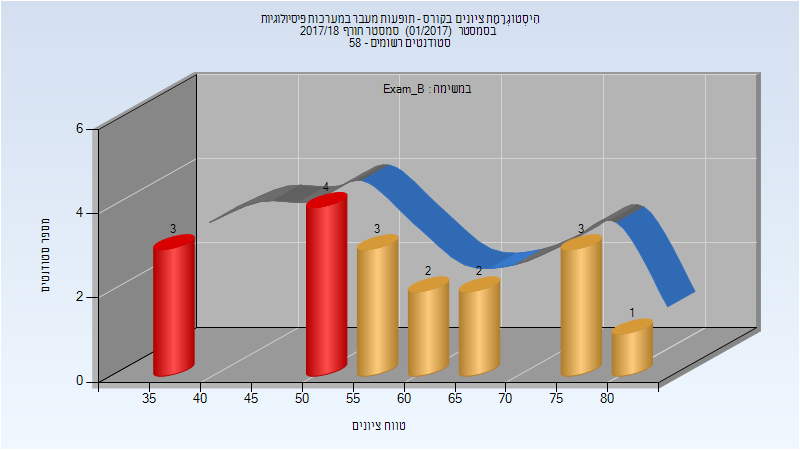 היסטוגרמת ציונים בקורס - תופעות מעבר במערכות פיסיולוגיות
בסמסטר (01/2017) סמסטר חורף 2017/18
סטודנטים רשומים - 58
במשימה : Exam_B
מספר סטודנטים
6
4
2
0
3
4
3
2
2
3
1
35 40 45 50 55 60 65 70 75 80
טווח ציונים